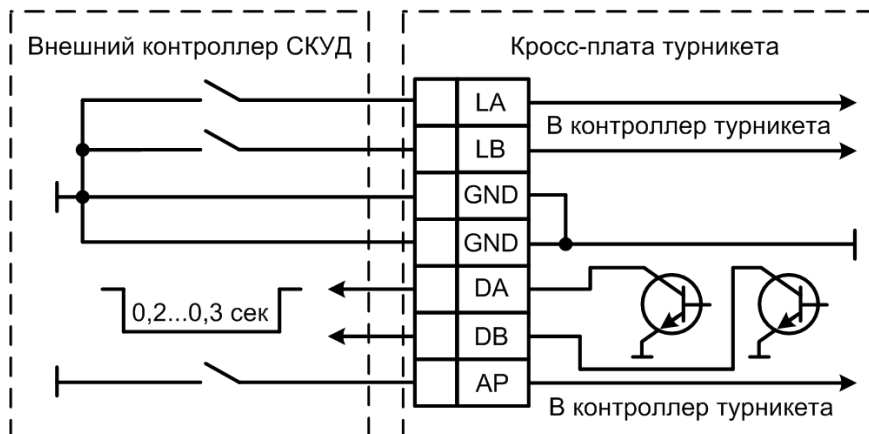 Внешний контроллер СКУД
Кросс-плата турникета
LA
В контроллер турникета
LB
GND
GND
DA
0,2...0,3 сек
DB
AP
В контроллер турникета